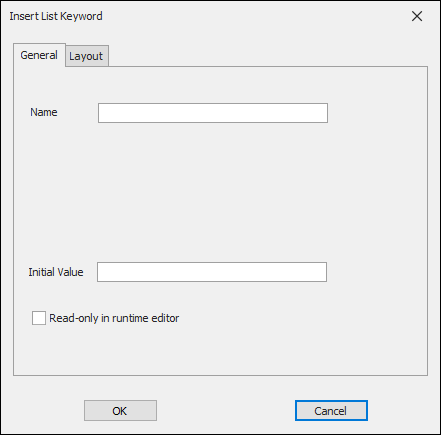 Insert List Keyword
General Layout
Name
Initial Value
Read-only in runtime editor
OK Cancel